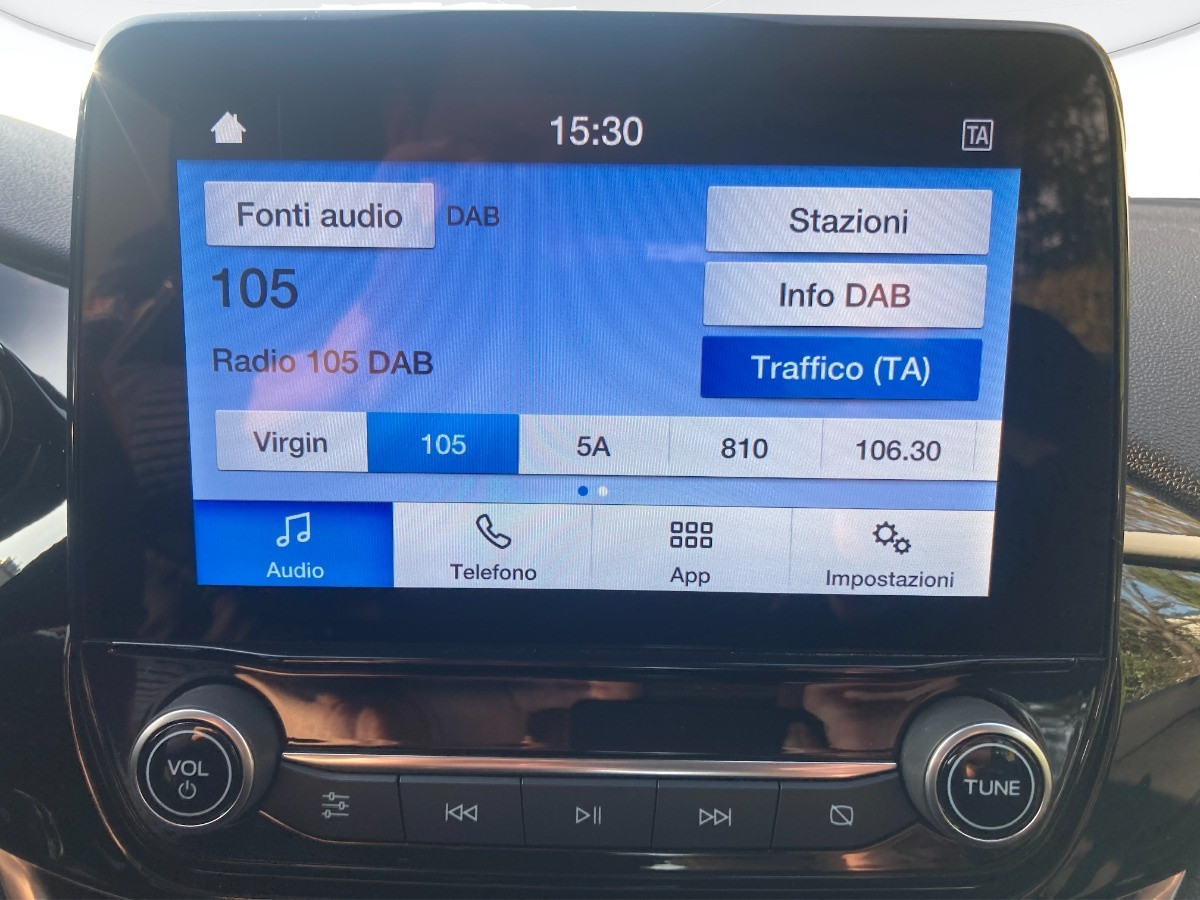 15:30
TA
Fonti audio
DAB
Stazioni
105
Info DAB
Radio 105 DAB
Traffico (TA)
Virgin
105
5A
810
106.30
Audio
Telefono
App
Impostazioni
VOL
TUNE